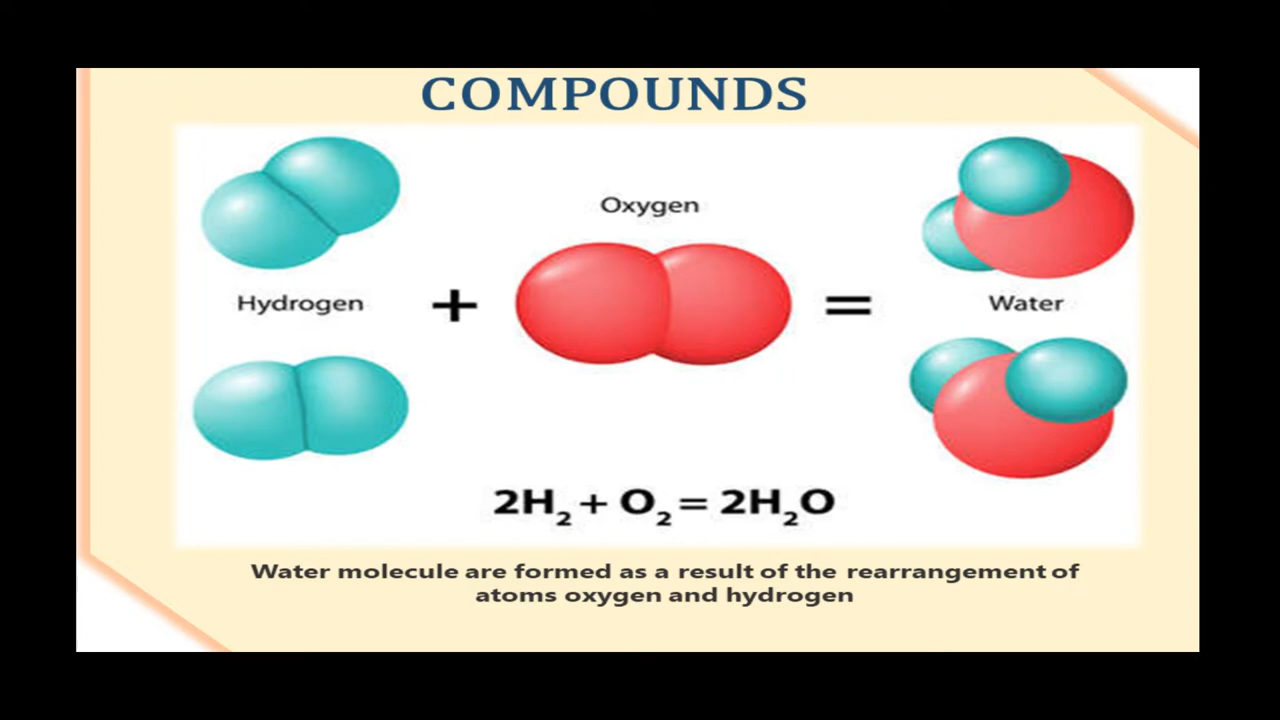 COMPOUNDS
Oxygen
Hydrogen
+
=
Water
2H₂ + O₂ = 2H₂O
Water molecule are formed as a result of the rearrangement of
atoms oxygen and hydrogen